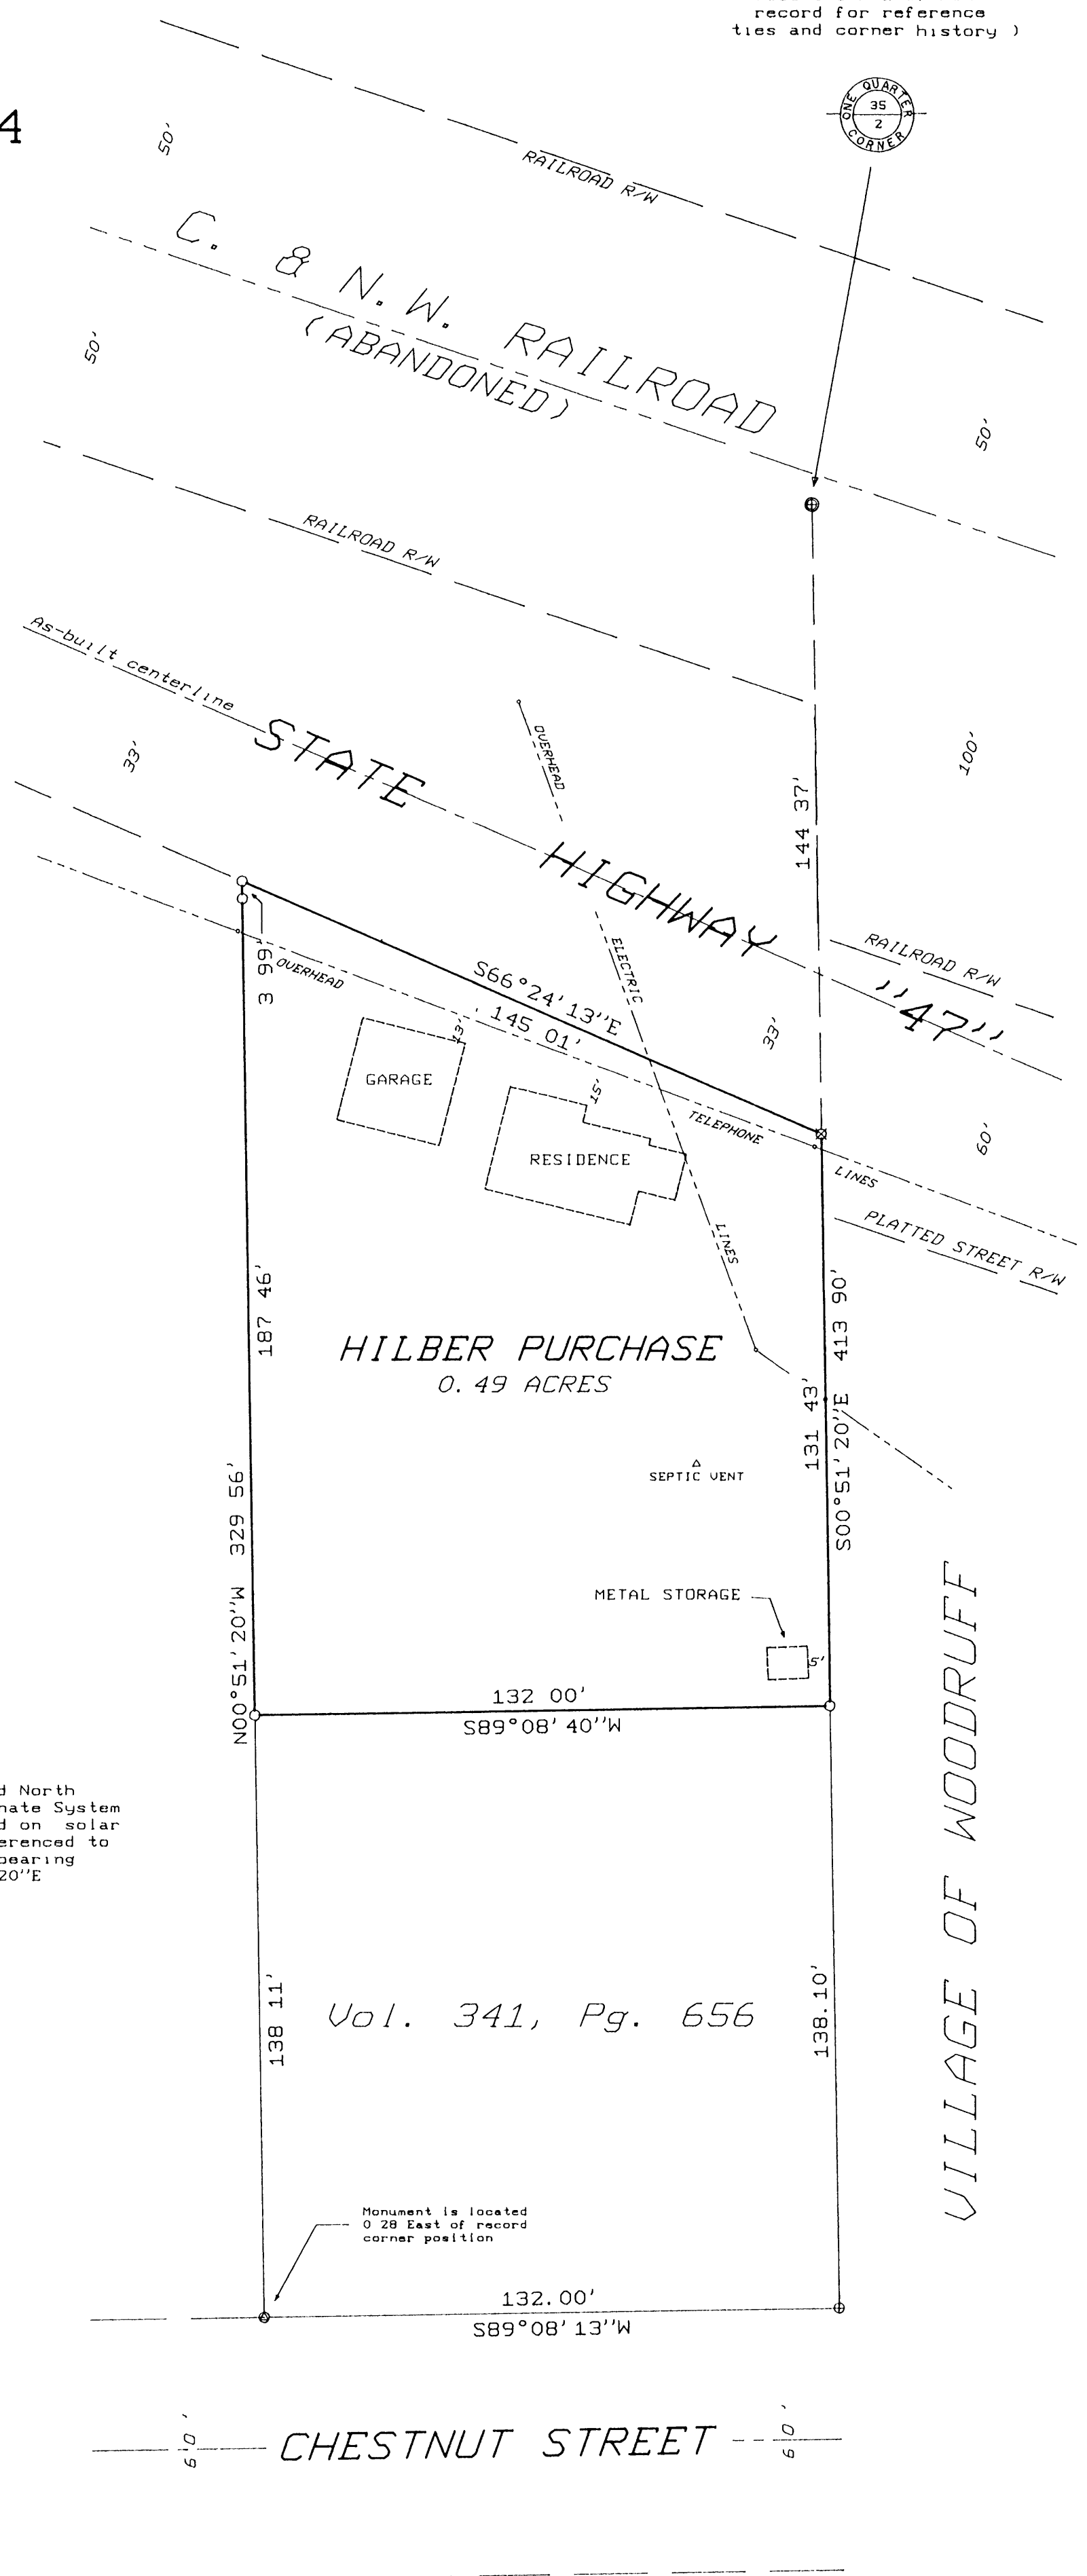 record for reference
ties and corner history )
ONE QUARTER
35
2
CORNER
4
50'
RAILROAD R/W
C. & N.W. RAILROAD
(ABANDONED)
50'
50'
RAILROAD R/W
As-built centerline
33'
STATE HIGHWAY "47"
OVERHEAD
100'
144 37'
RAILROAD R/W
3 99'
OVERHEAD
ELECTRIC
S66°24'13"E
145 01'
33'
13'
GARAGE
15'
RESIDENCE
TELEPHONE
LINES
60'
PLATTED STREET R/W
LINES
187 46'
413 90'
HILBER PURCHASE
0.49 ACRES
131 43'
S00°51'20"E
SEPTIC VENT
329 56'
N00°51'20"W
METAL STORAGE
5'
132 00'
S89°08'40"W
VILLAGE OF WOODRUFF
d North
nate System
d on solar
erenced to
bearing
20"E
138 11'
Vol. 341, Pg. 656
138.10'
Monument is located
0 28 East of record
corner position
132.00'
S89°08'13"W
60'
CHESTNUT STREET
60'